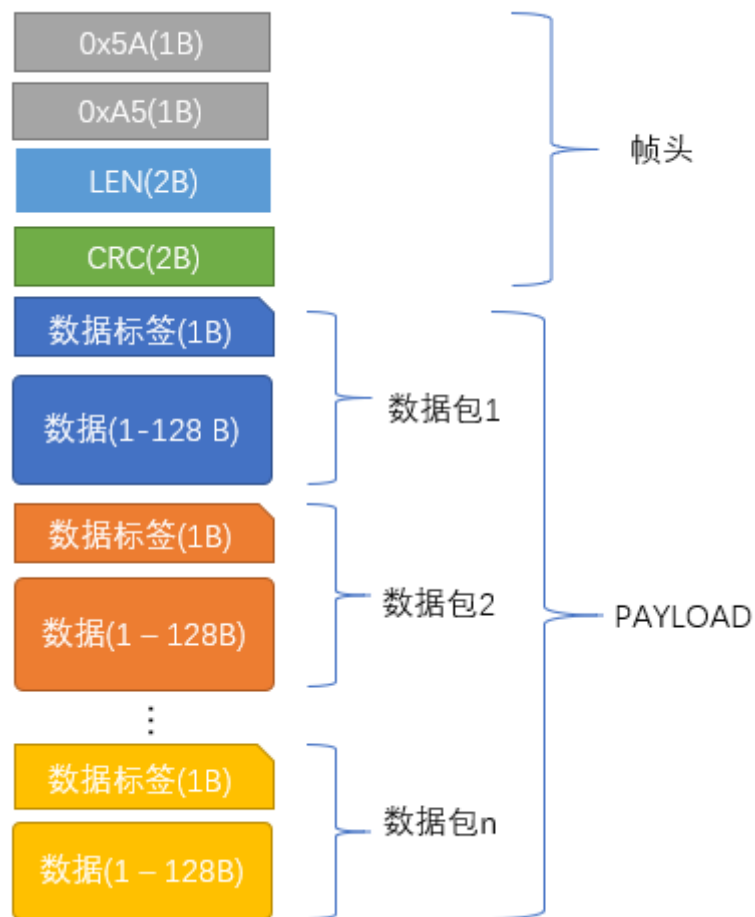 0x5A(1B)
0xA5(1B)
LEN(2B)
CRC(2B)
帧头
数据标签(1B)
数据(1-128 B)
数据包1
数据标签(1B)
数据(1 – 128B)
数据包2
PAYLOAD
⋮
数据标签(1B)
数据(1 – 128B)
数据包n